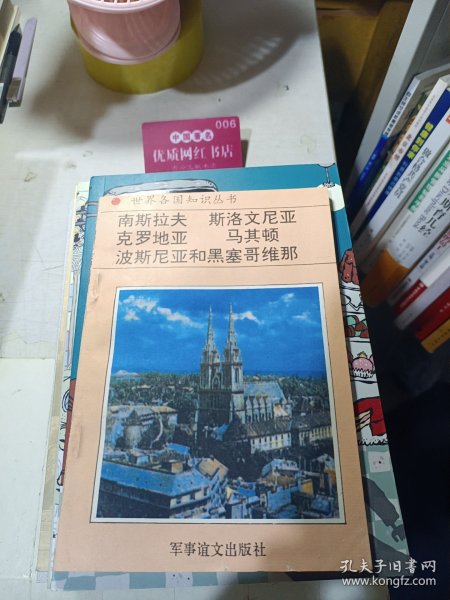 006
中国著名
优质网红书店
世界各国知识丛书
南斯拉夫 斯洛文尼亚
克罗地亚 马其顿
波斯尼亚和黑塞哥维那
军事谊文出版社
孔夫子旧书网
www.kongfz.com